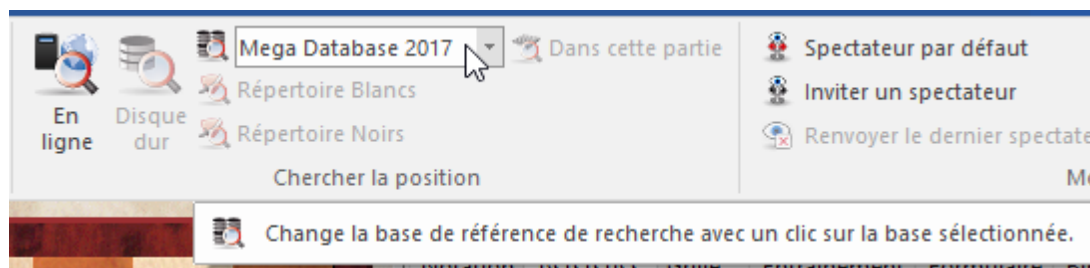 Mega Database 2017
Dans cette partie
Spectateur par défaut
Répertoire Blancs
Inviter un spectateur
En ligne
Disque dur
Répertoire Noirs
Renvoyer le dernier spectate
Chercher la position
Change la base de référence de recherche avec un clic sur la base sélectionnée.